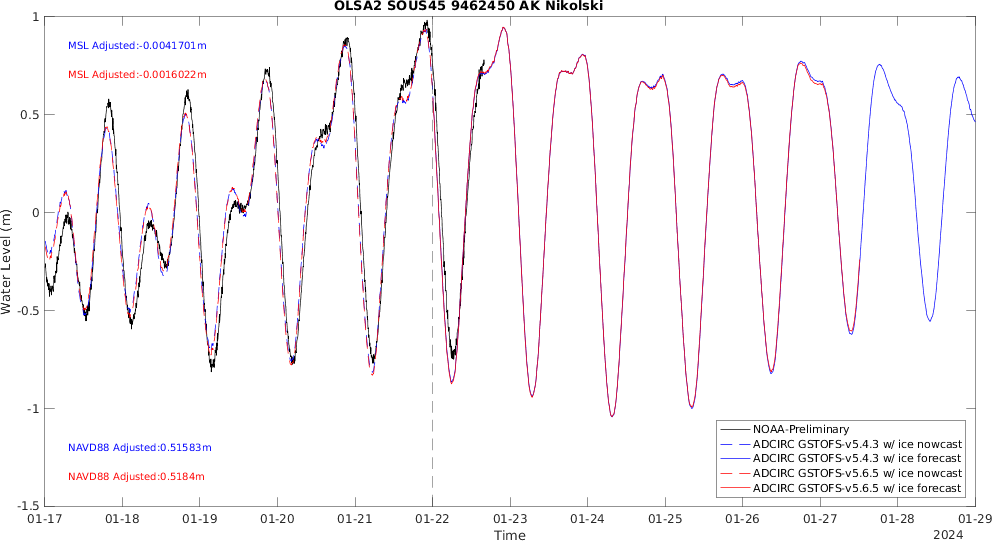 OLSA2 SOUS45 9462450 AK Nikolski
MSL Adjusted:-0.0041701m
MSL Adjusted:-0.0016022m
NAVD88 Adjusted:0.51583m
NAVD88 Adjusted:0.5184m
Water Level (m)
1
0.5
0
-0.5
-1
-1.5
NOAA-Preliminary
ADCIRC GSTOFS-v5.4.3 w/ ice nowcast
ADCIRC GSTOFS-v5.4.3 w/ ice forecast
ADCIRC GSTOFS-v5.6.5 w/ ice nowcast
ADCIRC GSTOFS-v5.6.5 w/ ice forecast
01-17 01-18 01-19 01-20 01-21 01-22 01-23 01-24 01-25 01-26 01-27 01-28 01-29
Time
2024